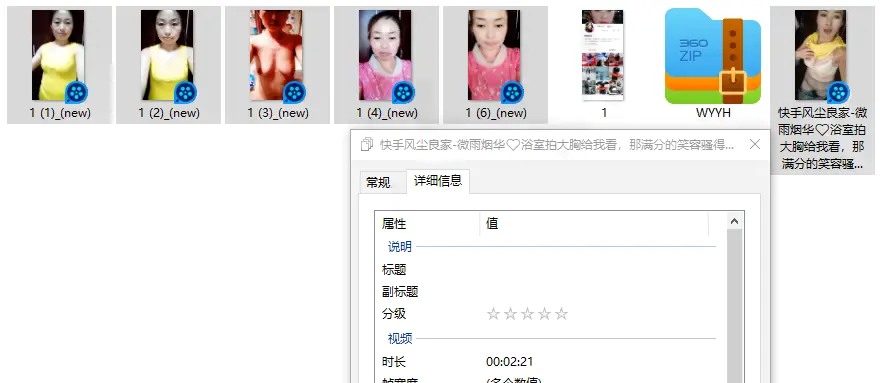 1 (1)_(new)
1 (2)_(new)
1 (3)_(new)
1 (4)_(new)
1 (6)_(new)
1
360
ZIP
WYYH
快手风尘良家-微
雨烟华♡浴室拍
大胸给我看，那
满分的笑容骚...
快手风尘良家-微雨烟华♡浴室拍大胸给我看，那满分的笑容骚得...
常规
详细信息
属性
值
说明
标题
副标题
分级
视频
时长
00:02:21
帧宽度
(多个数值)